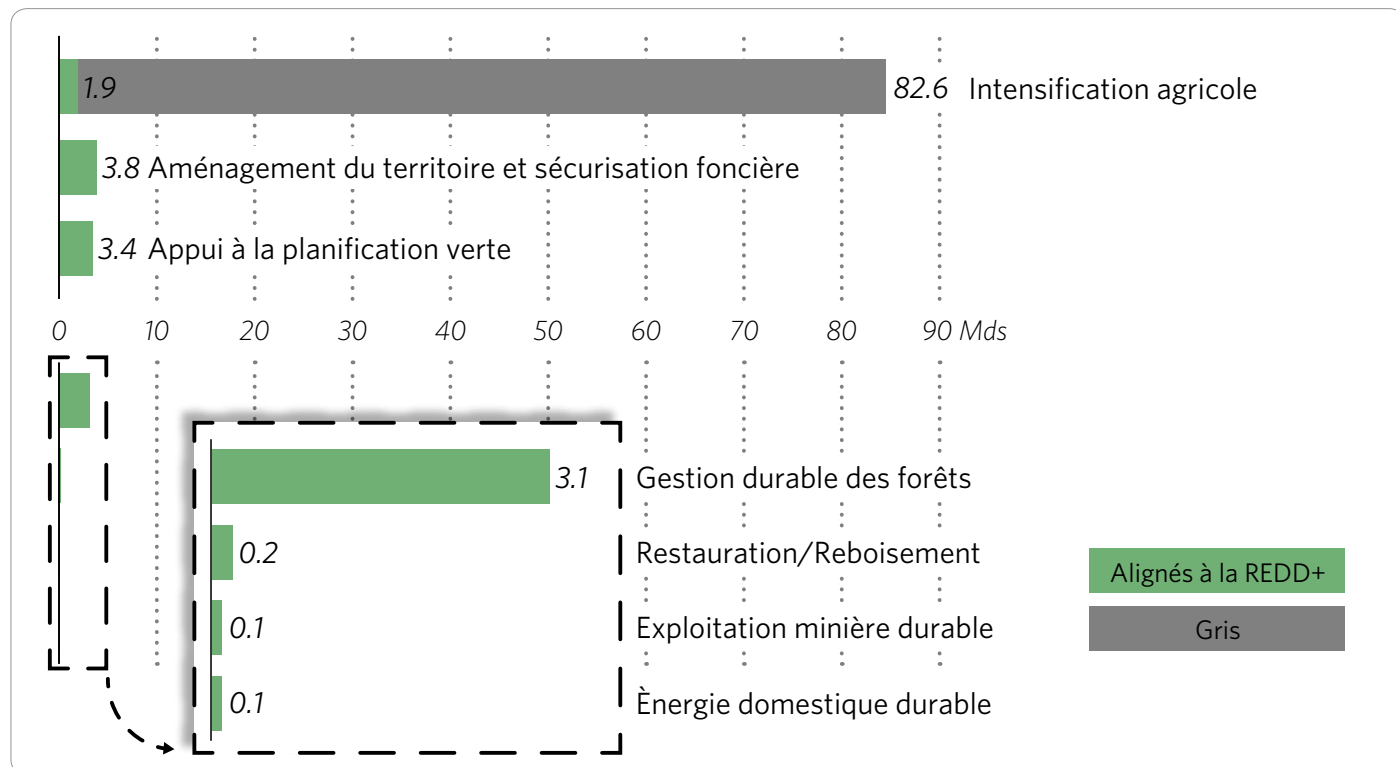 1.9 82.6 Intensification agricole
3.8 Aménagement du territoire et sécurisation foncière
3.4 Appui à la planification verte
0 10 20 30 40 50 60 70 80 90 Mds
3.1 Gestion durable des forêts
0.2 Restauration/Reboisement
0.1 Exploitation minière durable
0.1 Ènergie domestique durable
Alignés à la REDD+
Gris